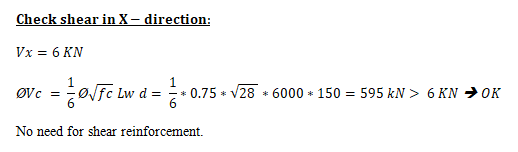 Check shear in X – direction:
Vx = 6 KN
ØVc = 1/6 Ø√fc Lw d = 1/6 * 0.75 * √28 * 6000 * 150 = 595 kN > 6 KN ➔ OK
No need for shear reinforcement.